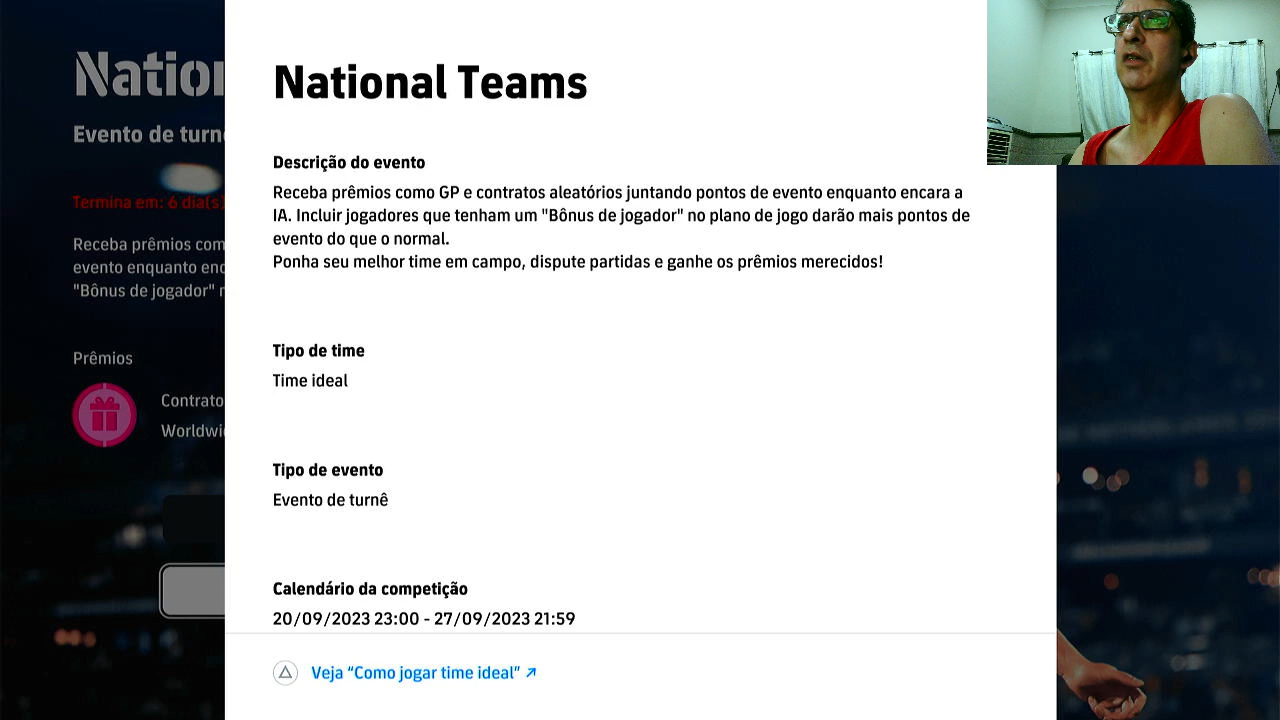 National Teams
Descrição do evento
Receba prêmios como GP e contratos aleatórios juntando pontos de evento enquanto encara a
IA. Incluir jogadores que tenham um "Bônus de jogador" no plano de jogo darão mais pontos de
evento do que o normal.
Ponha seu melhor time em campo, dispute partidas e ganhe os prêmios merecidos!
Tipo de time
Time ideal
Tipo de evento
Evento de turnê
Calendário da competição
20/09/2023 23:00 - 27/09/2023 21:59
Veja “Como jogar time ideal” ↗
Nation
Evento de turn
Termina em: 6 dia(s)
Receba prêmios com
evento enquanto enc
"Bônus de jogador" n
Prêmios
Contrato
Worldwi